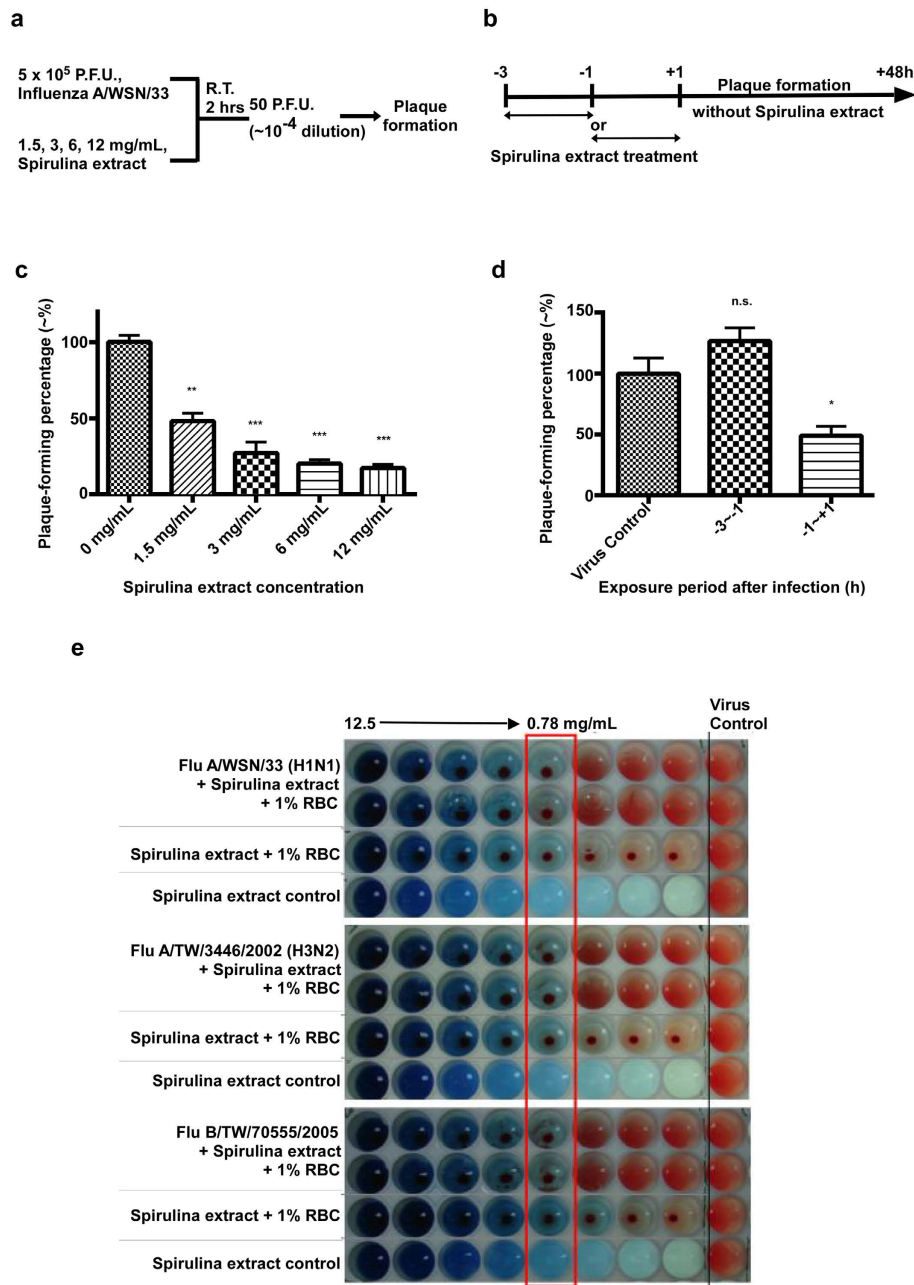 a
5 x 10⁵ P.F.U.,
Influenza A/WSN/33
R.T.
2 hrs
50 P.F.U.
(~10⁻⁴ dilution)
Plaque
formation
1.5, 3, 6, 12 mg/mL,
Spirulina extract
b
-3 -1 +1 +48h
Plaque formation
without Spirulina extract
or
Spirulina extract treatment
c
Plaque-forming percentage (~%)
100
50
0
**
***
***
***
0 mg/mL
1.5 mg/mL
3 mg/mL
6 mg/mL
12 mg/mL
Spirulina extract concentration
d
Plaque-forming percentage (~%)
150
100
50
0
n.s.
*
Virus Control
-3~-1
-1~+1
Exposure period after infection (h)
e
12.5 0.78 mg/mL
Virus
Control
Flu A/WSN/33 (H1N1)
+ Spirulina extract
+ 1% RBC
Spirulina extract + 1% RBC
Spirulina extract control
Flu A/TW/3446/2002 (H3N2)
+ Spirulina extract
+ 1% RBC
Spirulina extract + 1% RBC
Spirulina extract control
Flu B/TW/70555/2005
+ Spirulina extract
+ 1% RBC
Spirulina extract + 1% RBC
Spirulina extract control